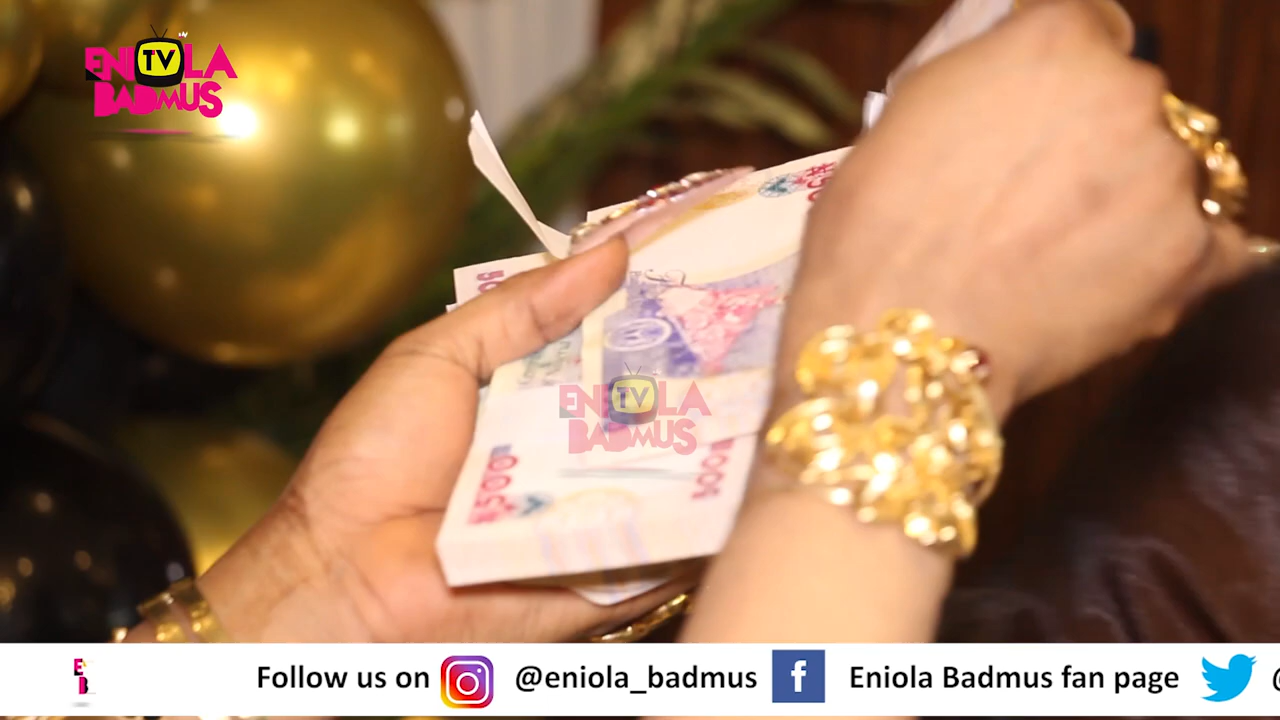 ENIOLA
TV
BADMUS
ENIOLA
TV
BADMUS
₦500
500
Follow us on @eniola_badmus f Eniola Badmus fan page